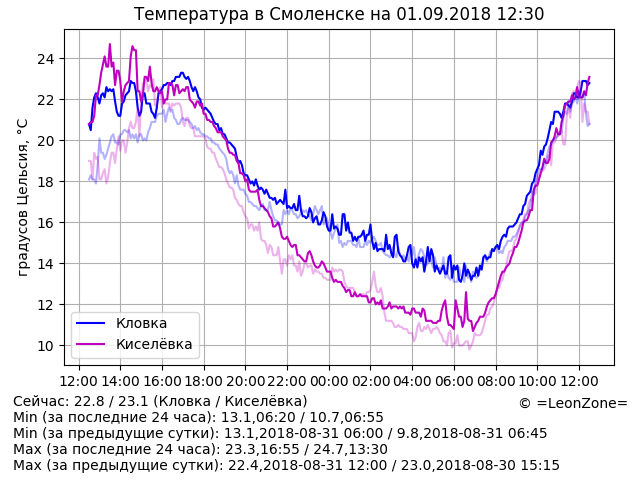 Температура в Смоленске на 01.09.2018 12:30
градусов Цельсия, °C
24
22
20
18
16
14
12
10
Кловка
Киселёвка
12:00 14:00 16:00 18:00 20:00 22:00 00:00 02:00 04:00 06:00 08:00 10:00 12:00
Сейчас: 22.8 / 23.1 (Кловка / Киселёвка)
© =LeonZone=
Min (за последние 24 часа): 13.1,06:20 / 10.7,06:55
Min (за предыдущие сутки): 13.1,2018-08-31 06:00 / 9.8,2018-08-31 06:45
Max (за последние 24 часа): 23.3,16:55 / 24.7,13:30
Max (за предыдущие сутки): 22.4,2018-08-31 12:00 / 23.0,2018-08-30 15:15